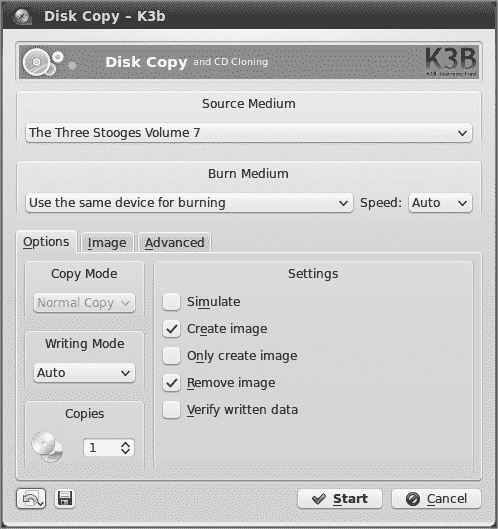 Disk Copy – K3b
Disk Copy and CD Cloning
K3B
Source Medium
The Three Stooges Volume 7
Burn Medium
Use the same device for burning Speed: Auto
Options Image Advanced
Copy Mode
Normal Copy
Writing Mode
Auto
Copies
1
Settings
Simulate
Create image
Only create image
Remove image
Verify written data
Start Cancel